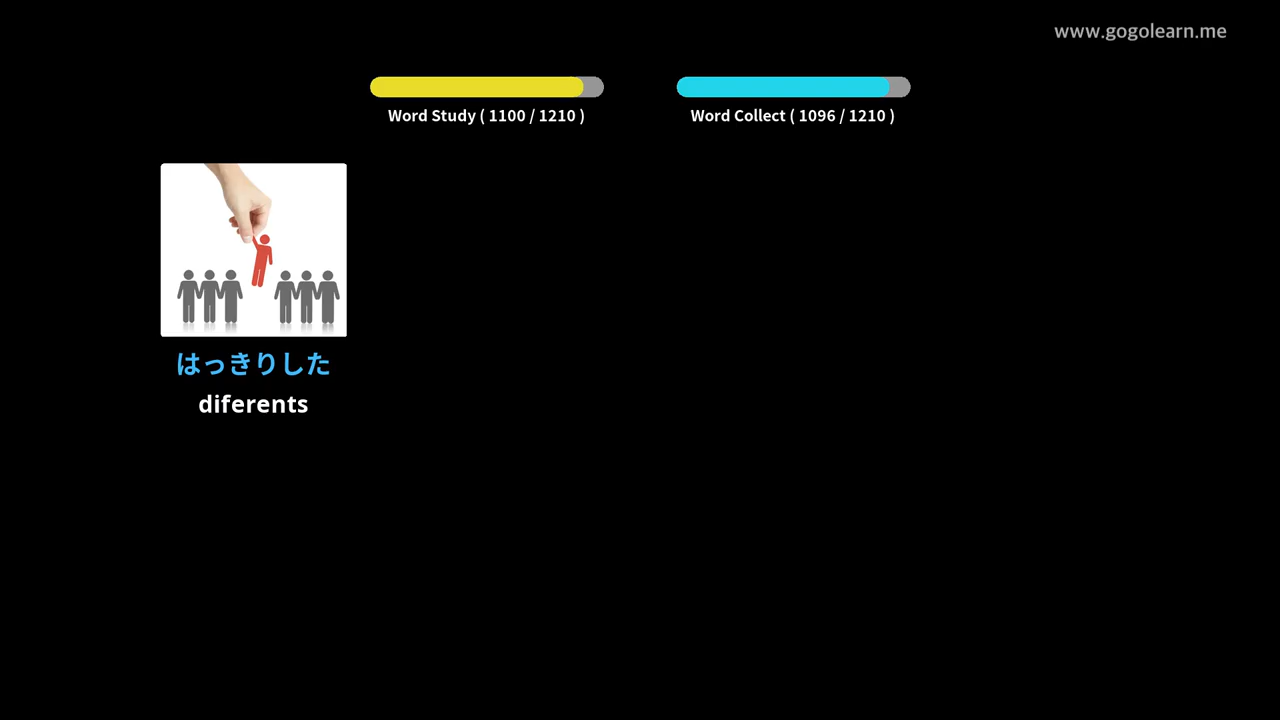 www.gogolearn.me
Word Study ( 1100 / 1210 )
Word Collect ( 1096 / 1210 )
はっきりした
diferents